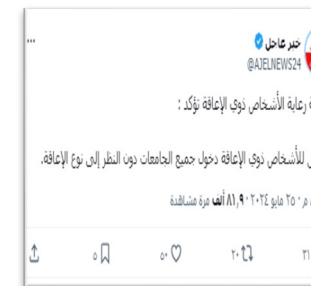 خبر عاجل
@AJELNEWS24
رعاية الأشخاص ذوي الإعاقة تؤكد :
للأشخاص ذوي الإعاقة دخول جميع الجامعات دون النظر إلى نوع الإعاقة.
م · ٢٥ مايو ٢٠٢٤ · ٨١,٩ ألف مرة مشاهدة
٣١ ٢٠ ٥٠ ٥